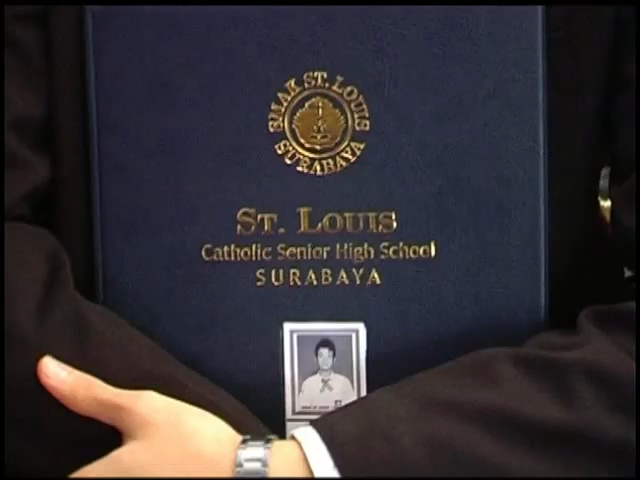 SMAK ST. LOUIS
SURABAYA
ST. LOUIS
Catholic Senior High School
SURABAYA